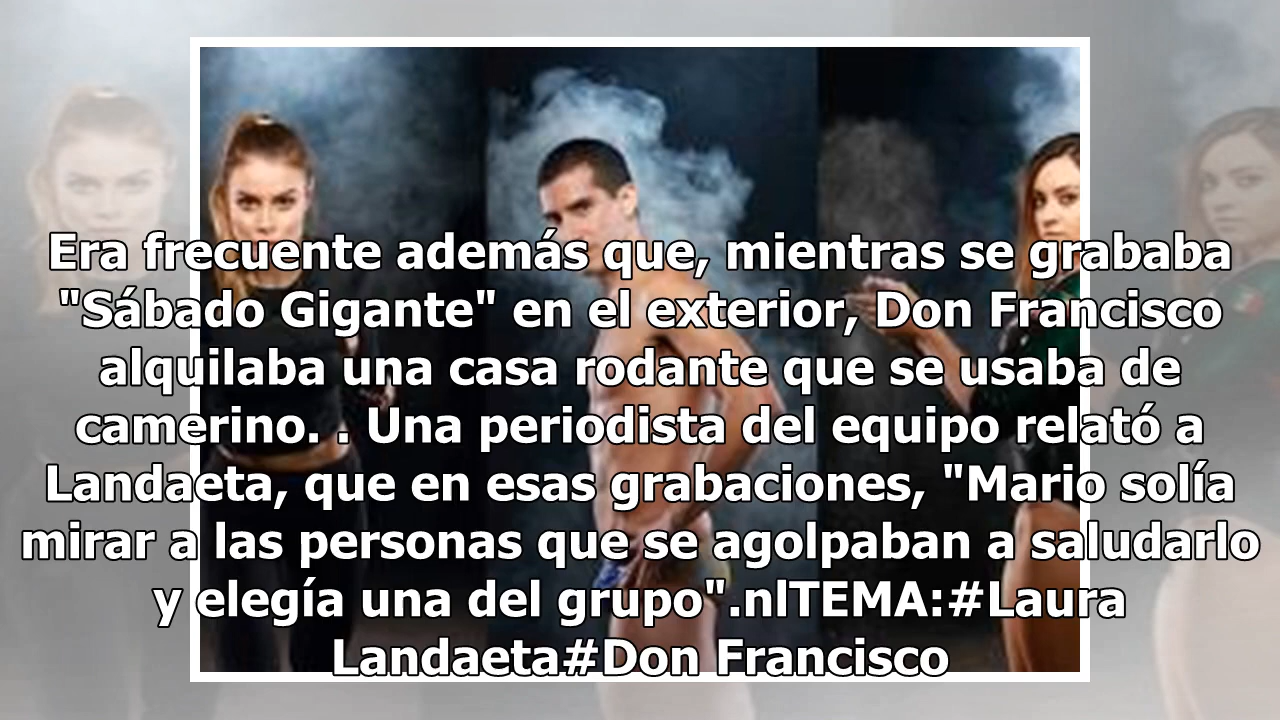 Era frecuente además que, mientras se grababa
"Sábado Gigante" en el exterior, Don Francisco
alquilaba una casa rodante que se usaba de
camerino. . Una periodista del equipo relató a
Landaeta, que en esas grabaciones, "Mario solía
mirar a las personas que se agolpaban a saludarlo
y elegía una del grupo".nlTEMA:#Laura
Landaeta#Don Francisco